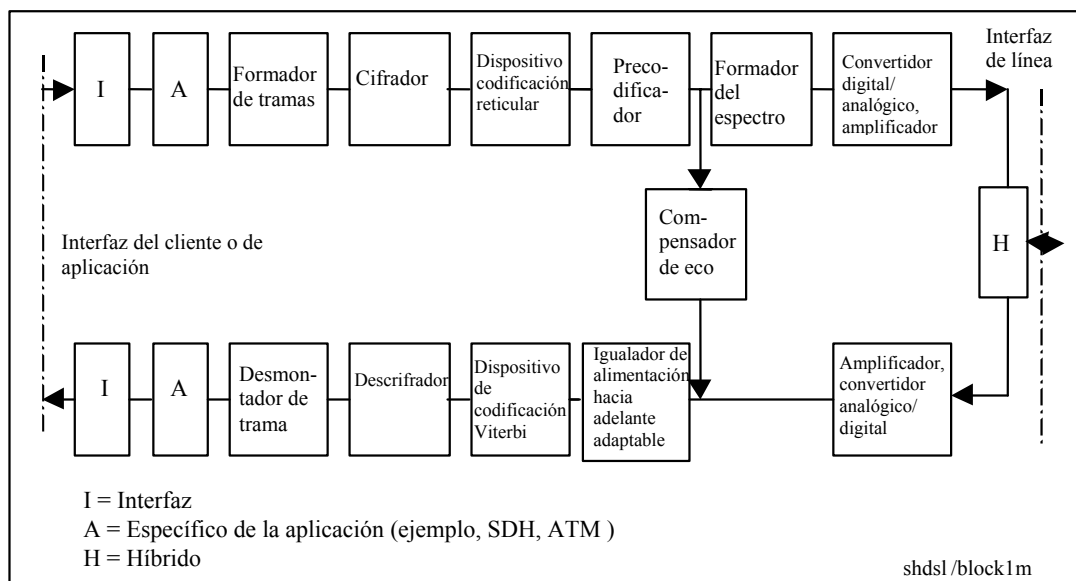 I
A
Formador
de tramas
Cifrador
Dispositivo
codificación
reticular
Preco-
dificador
Formador
del
espectro
Convertidor
digital/
analógico,
amplificador
Interfaz
de línea
Interfaz del cliente o de
aplicación
Com-
pensador
de eco
H
I
A
Desmon-
tador de
trama
Descrifrador
Dispositivo
de
codificación
Viterbi
Igualador de
alimentación
hacia
adelante
adaptable
Amplificador,
convertidor
analógico/
digital
I = Interfaz
A = Específico de la aplicación (ejemplo, SDH, ATM )
H = Híbrido
shdsl /block1m